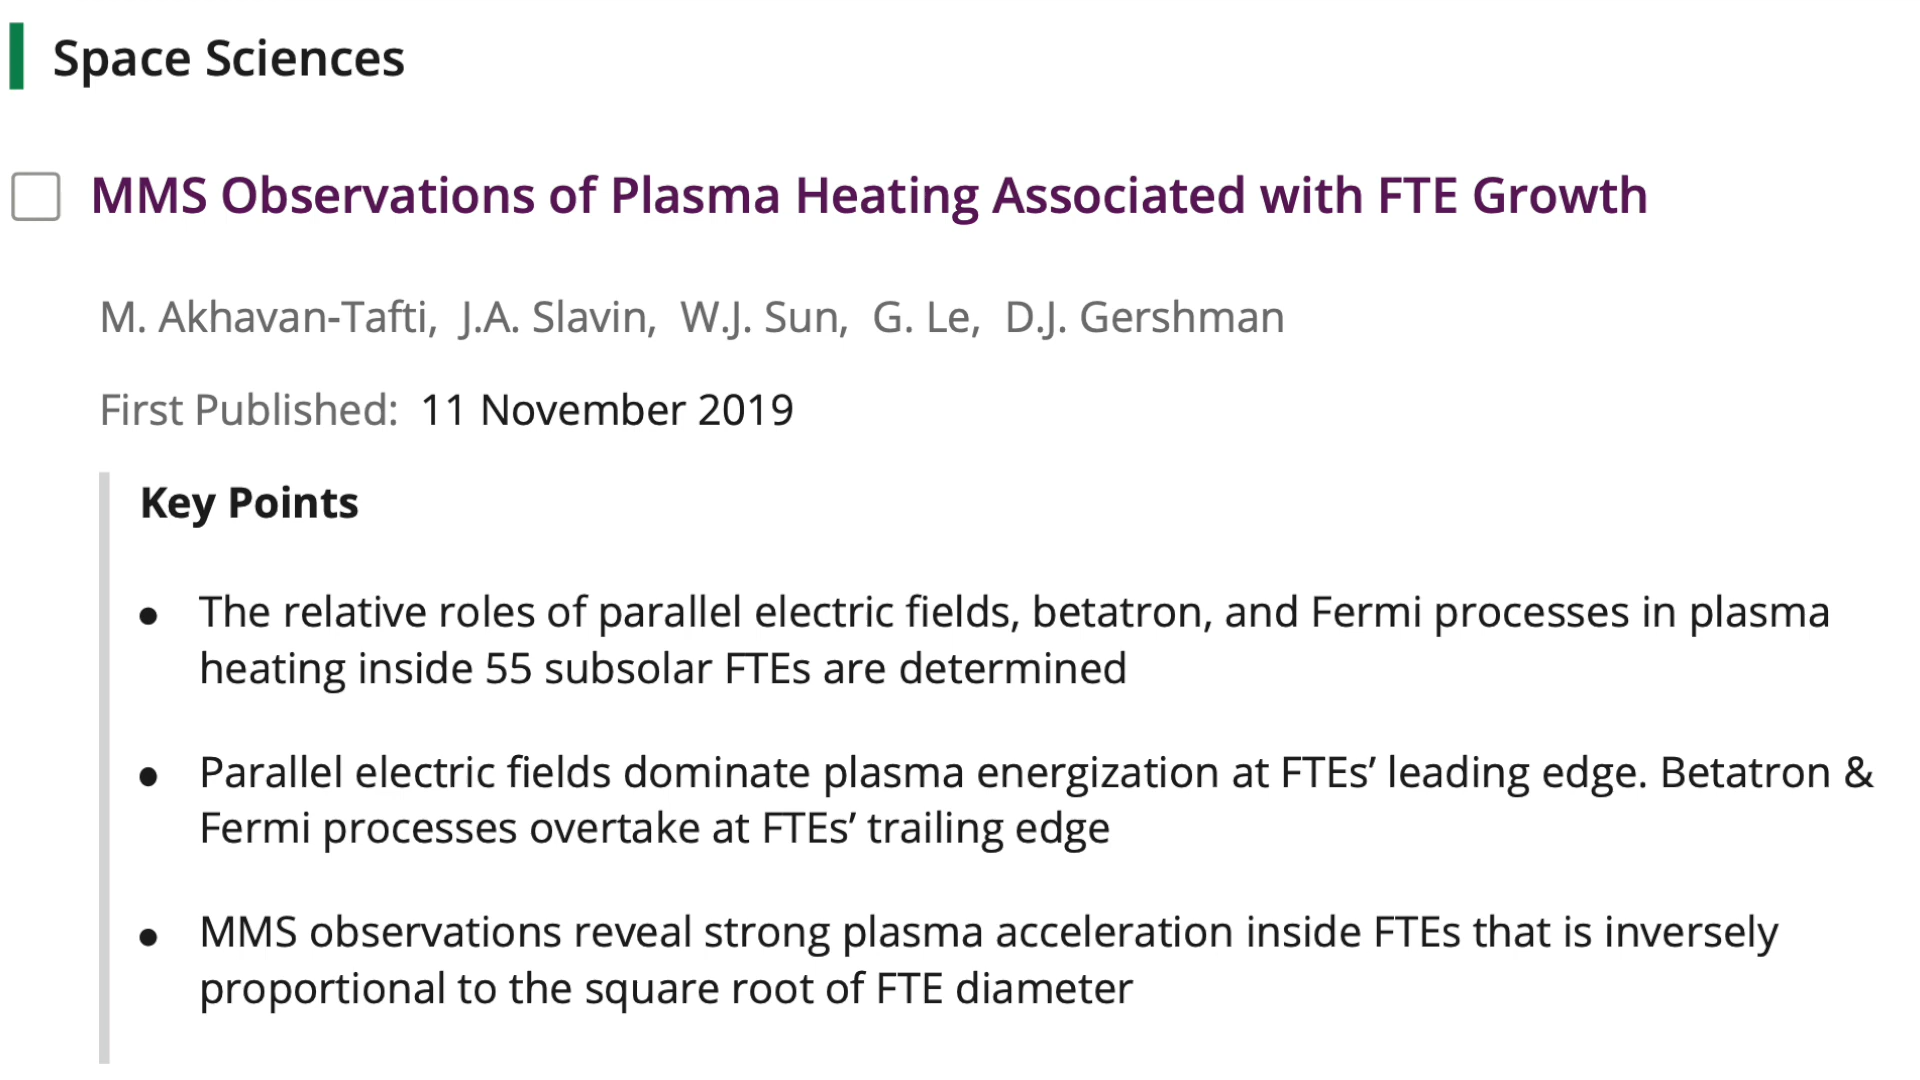 Space Sciences
MMS Observations of Plasma Heating Associated with FTE Growth
M. Akhavan-Tafti, J.A. Slavin, W.J. Sun, G. Le, D.J. Gershman
First Published: 11 November 2019
Key Points
● The relative roles of parallel electric fields, betatron, and Fermi processes in plasma
heating inside 55 subsolar FTEs are determined
● Parallel electric fields dominate plasma energization at FTEs’ leading edge. Betatron &
Fermi processes overtake at FTEs’ trailing edge
● MMS observations reveal strong plasma acceleration inside FTEs that is inversely
proportional to the square root of FTE diameter